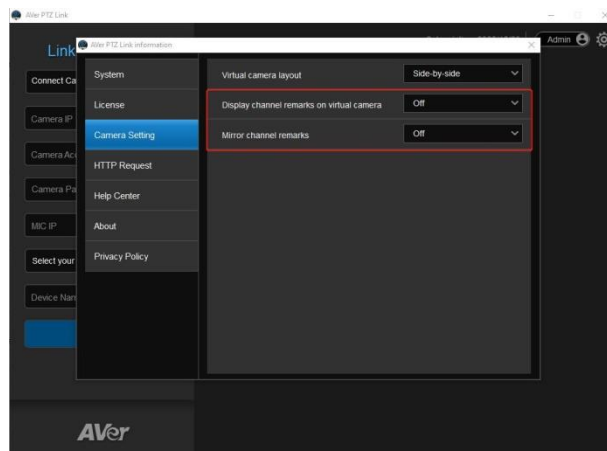 AVer PTZ Link
Admin
Link
AVer PTZ Link information
Connect Ca
Camera IP
Camera Acc
Camera Pa
MIC IP
Select your
Device Nam
System
License
Camera Setting
HTTP Request
Help Center
About
Privacy Policy
Virtual camera layout
Side-by-side
Display channel remarks on virtual camera
Off
Mirror channel remarks
Off
AVer